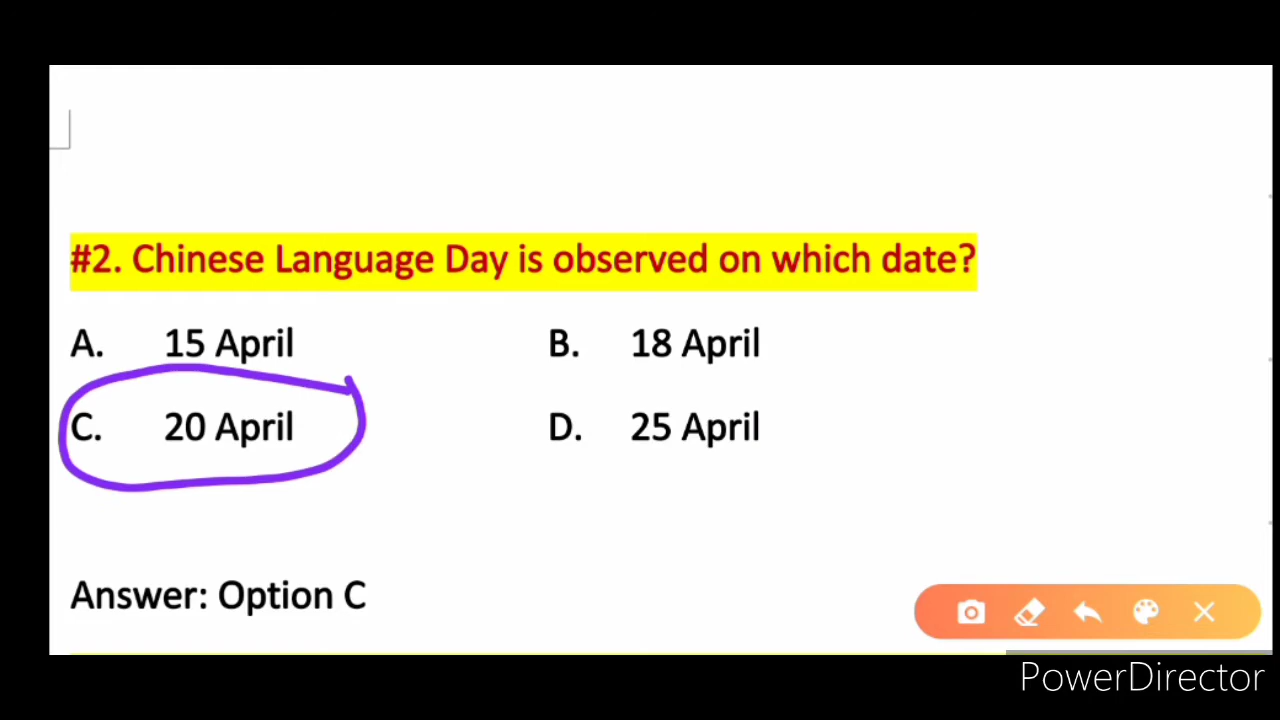 #2. Chinese Language Day is observed on which date?
A. 15 April B. 18 April
C. 20 April D. 25 April
Answer: Option C
PowerDirector